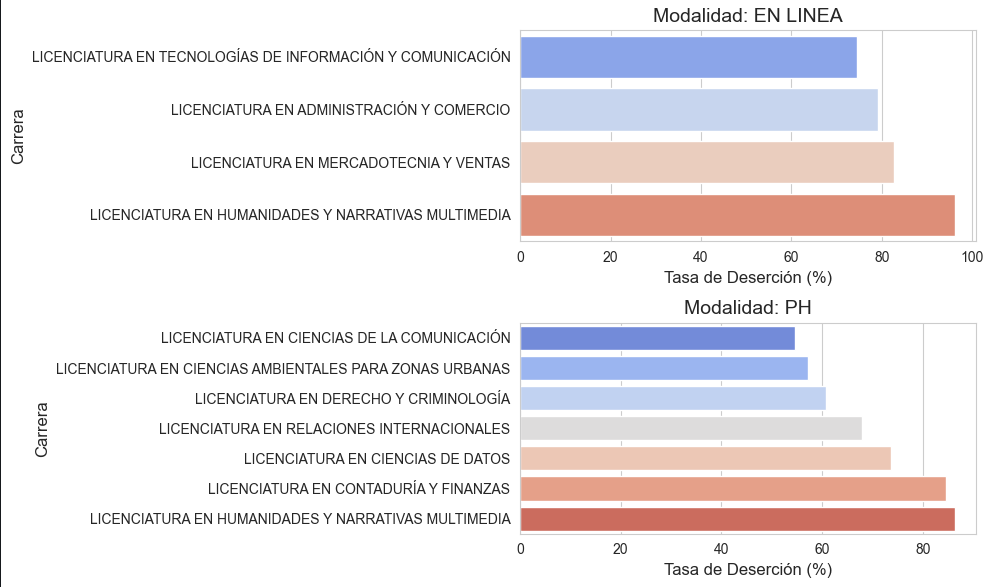 Modalidad: EN LINEA
Carrera
LICENCIATURA EN TECNOLOGÍAS DE INFORMACIÓN Y COMUNICACIÓN
LICENCIATURA EN ADMINISTRACIÓN Y COMERCIO
LICENCIATURA EN MERCADOTECNIA Y VENTAS
LICENCIATURA EN HUMANIDADES Y NARRATIVAS MULTIMEDIA
0 20 40 60 80 100
Tasa de Deserción (%)
Modalidad: PH
Carrera
LICENCIATURA EN CIENCIAS DE LA COMUNICACIÓN
LICENCIATURA EN CIENCIAS AMBIENTALES PARA ZONAS URBANAS
LICENCIATURA EN DERECHO Y CRIMINOLOGÍA
LICENCIATURA EN RELACIONES INTERNACIONALES
LICENCIATURA EN CIENCIAS DE DATOS
LICENCIATURA EN CONTADURÍA Y FINANZAS
LICENCIATURA EN HUMANIDADES Y NARRATIVAS MULTIMEDIA
0 20 40 60 80
Tasa de Deserción (%)